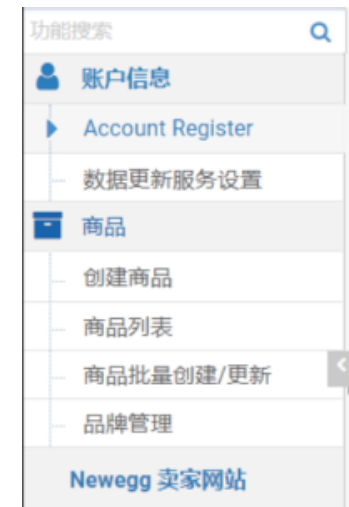 功能搜索
账户信息
Account Register
数据更新服务设置
商品
创建商品
商品列表
商品批量创建/更新
品牌管理
Newegg 卖家网站